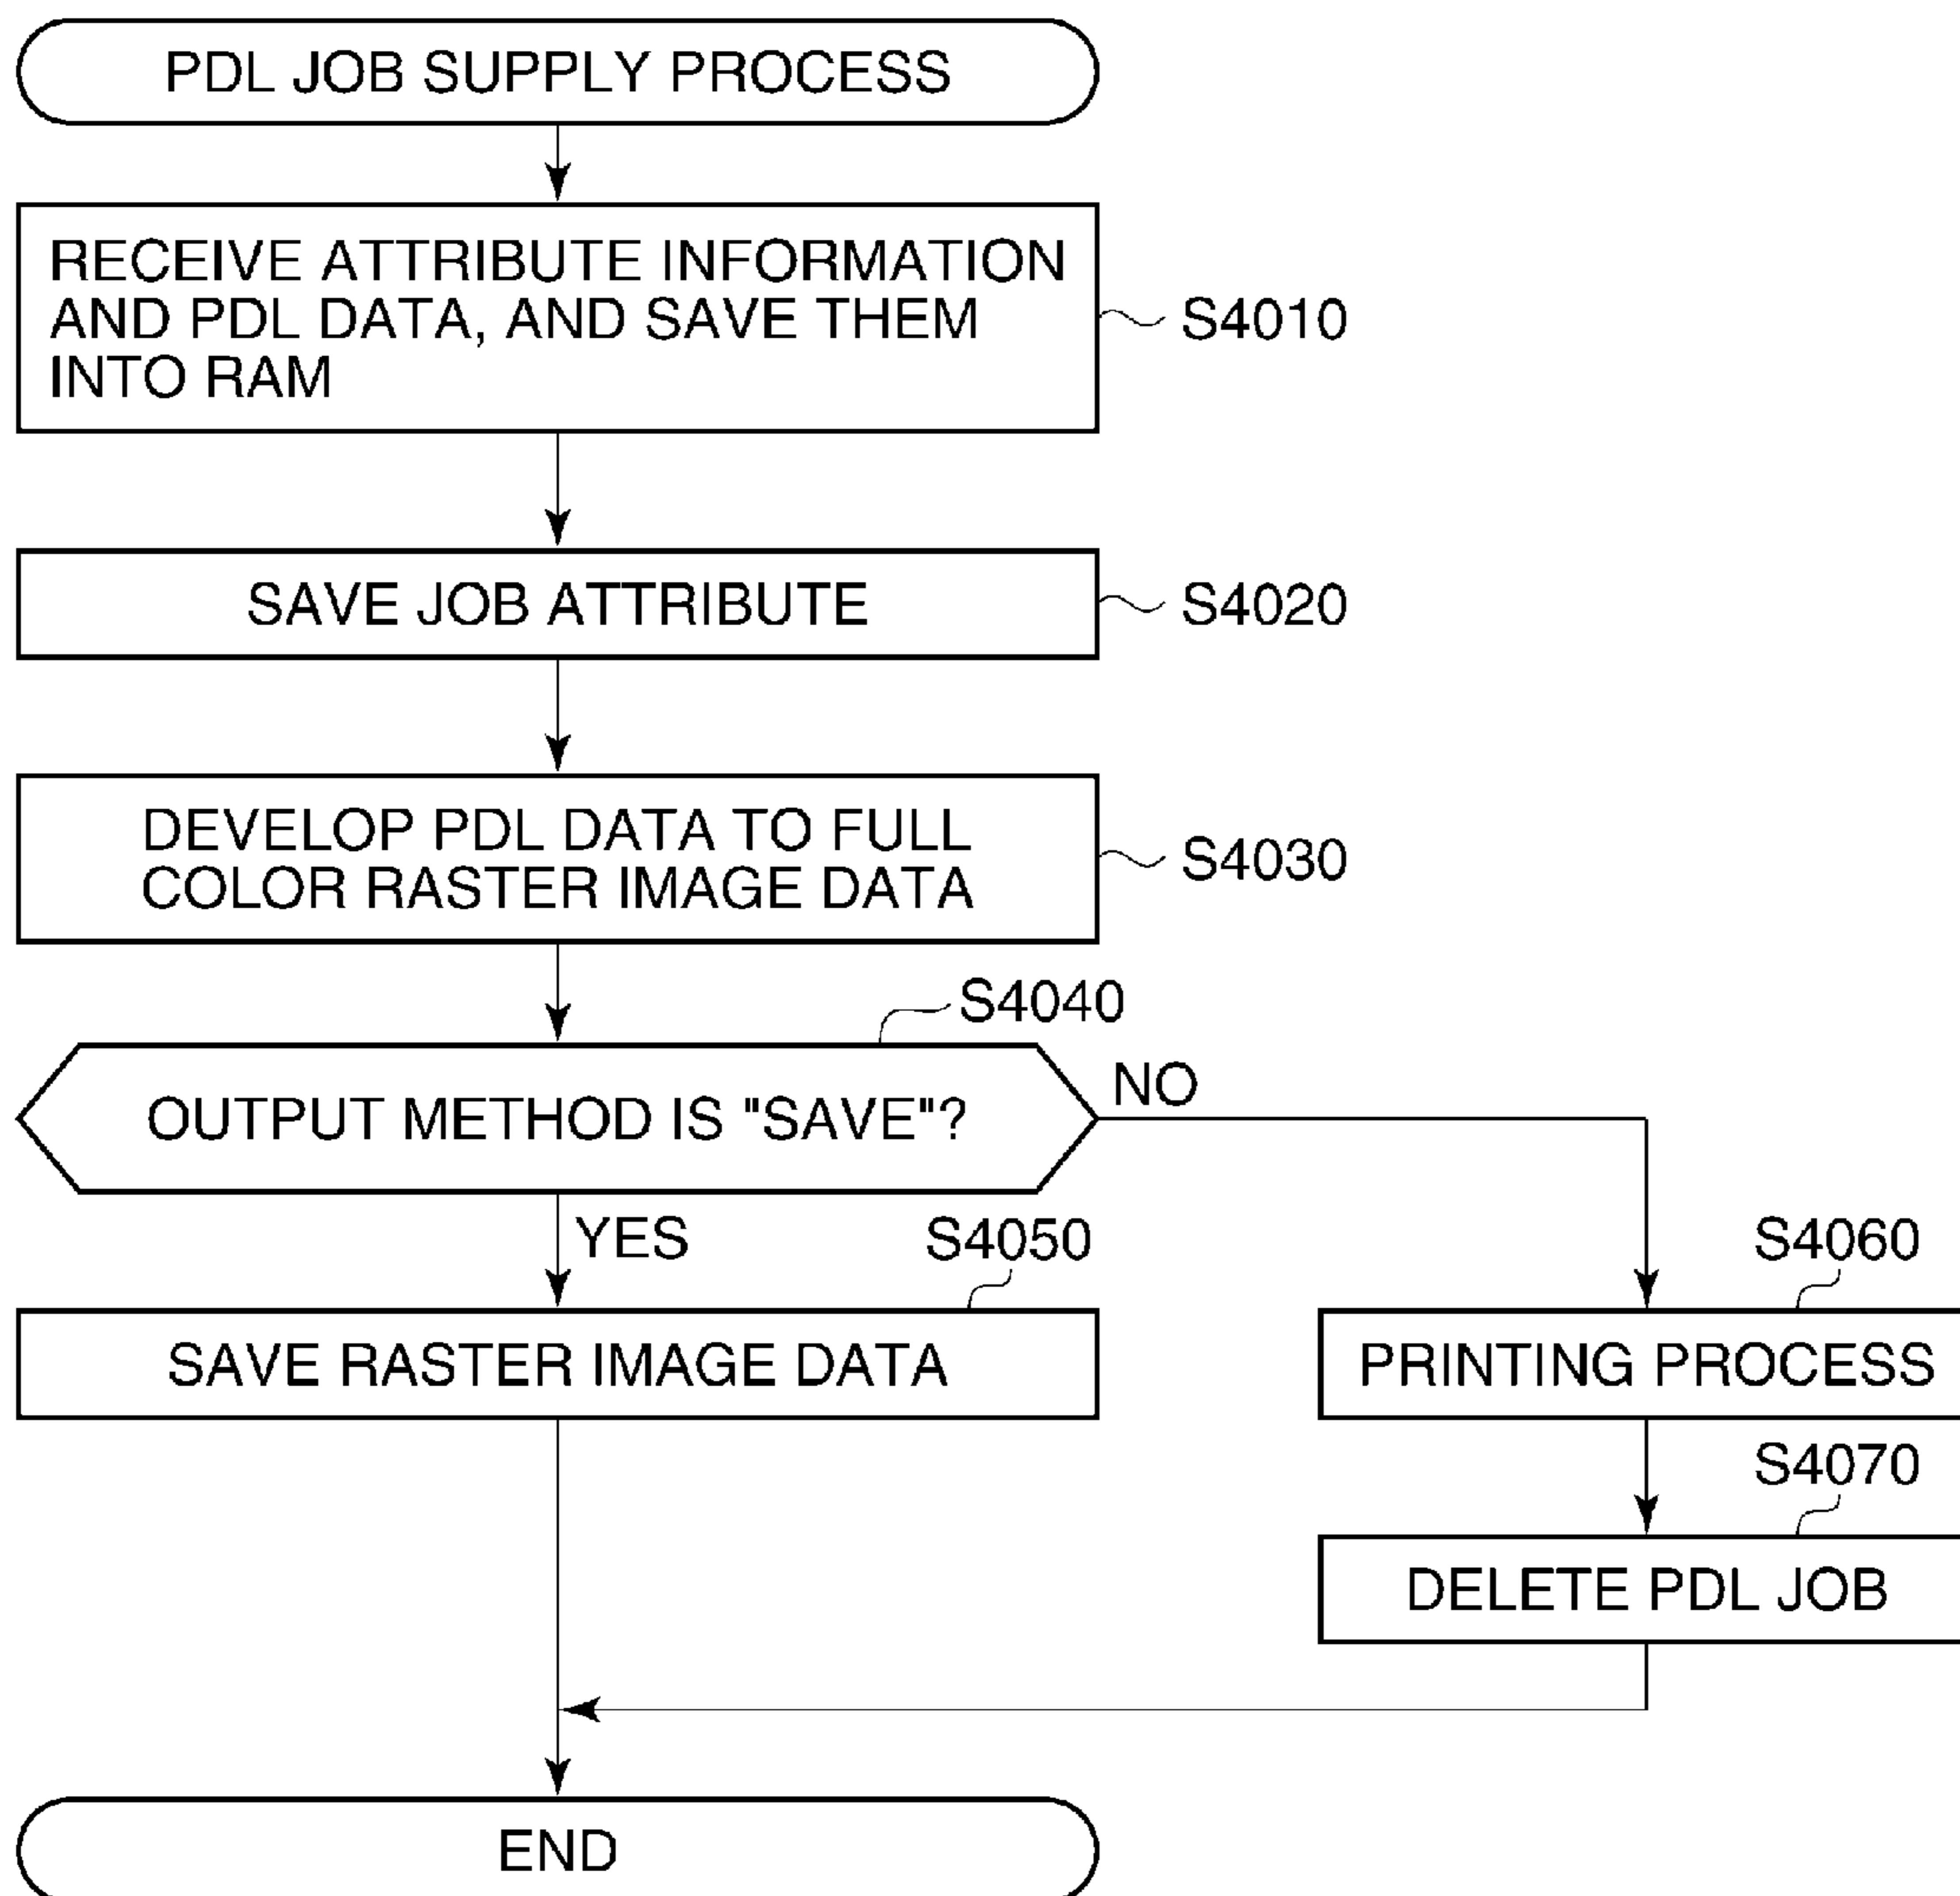 PDL JOB SUPPLY PROCESS
RECEIVE ATTRIBUTE INFORMATION
AND PDL DATA, AND SAVE THEM
INTO RAM
S4010
SAVE JOB ATTRIBUTE
S4020
DEVELOP PDL DATA TO FULL
COLOR RASTER IMAGE DATA
S4030
S4040
OUTPUT METHOD IS "SAVE"?
NO
YES
S4050
SAVE RASTER IMAGE DATA
S4060
PRINTING PROCESS
S4070
DELETE PDL JOB
END